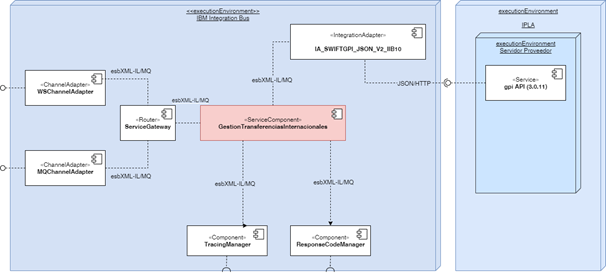 <<executionEnvironment>>
IBM Integration Bus
executionEnvironment
IPLA
«IntegrationAdapter»
IA_SWIFTGPI_JSON_V2_IIB10
executionEnvironment
Servidor Proveedor
esbXML-IL/MQ
«ChannelAdapter»
WSChannelAdapter
JSON/HTTP
«Service»
gpi API (3.0.11)
esbXML-IL/MQ
esbXML-IL/MQ
«Router»
ServiceGateway
«ServiceComponent»
GestionTransferenciasInternacionales
«ChannelAdapter»
MQChannelAdapter
esbXML-IL/MQ
esbXML-IL/MQ
esbXML-IL/MQ
«Component»
TracingManager
«Component»
ResponseCodeManager